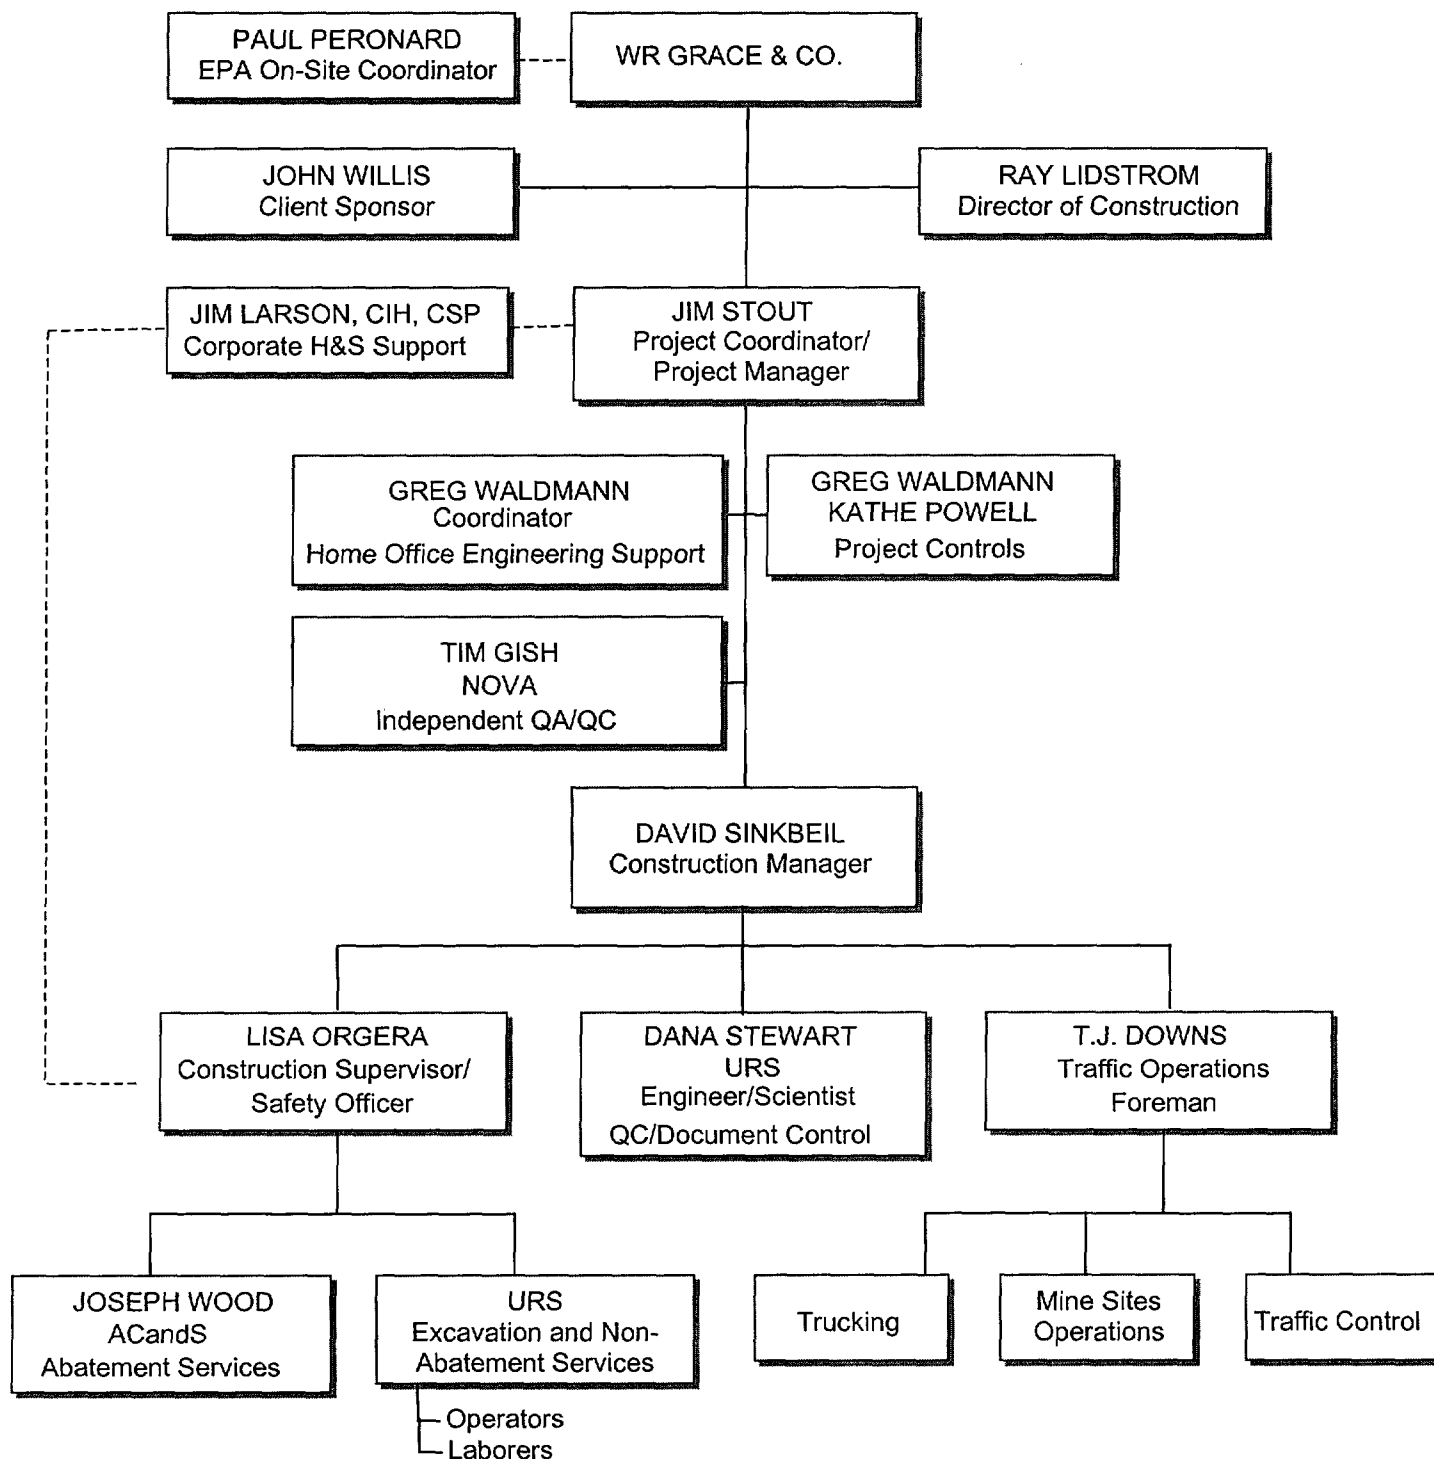 PAUL PERONARD
EPA On-Site Coordinator
WR GRACE & CO.
JOHN WILLIS
Client Sponsor
RAY LIDSTROM
Director of Construction
JIM LARSON, CIH, CSP
Corporate H&S Support
JIM STOUT
Project Coordinator/
Project Manager
GREG WALDMANN
Coordinator
Home Office Engineering Support
GREG WALDMANN
KATHE POWELL
Project Controls
TIM GISH
NOVA
Independent QA/QC
DAVID SINKBEIL
Construction Manager
LISA ORGERA
Construction Supervisor/
Safety Officer
DANA STEWART
URS
Engineer/Scientist
QC/Document Control
T.J. DOWNS
Traffic Operations
Foreman
JOSEPH WOOD
ACandS
Abatement Services
URS
Excavation and Non-
Abatement Services
Operators
Laborers
Trucking
Mine Sites
Operations
Traffic Control